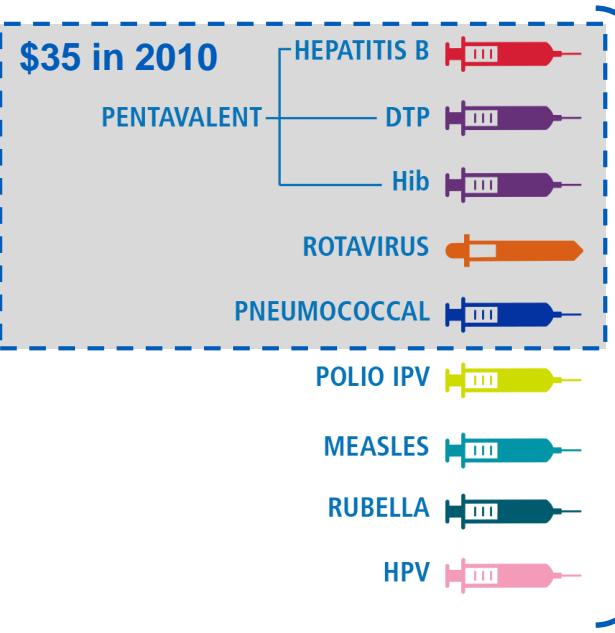 $35 in 2010
HEPATITIS B
PENTAVALENT
DTP
Hib
ROTAVIRUS
PNEUMOCOCCAL
POLIO IPV
MEASLES
RUBELLA
HPV